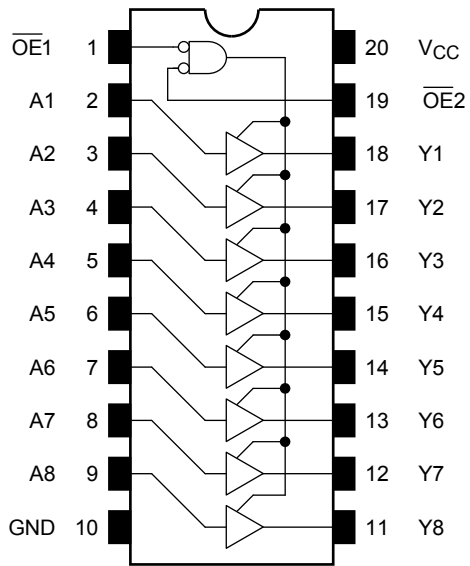 O̅E̅1 1 20 VCC
A1 2 19 O̅E̅2
A2 3 18 Y1
A3 4 17 Y2
A4 5 16 Y3
A5 6 15 Y4
A6 7 14 Y5
A7 8 13 Y6
A8 9 12 Y7
GND 10 11 Y8